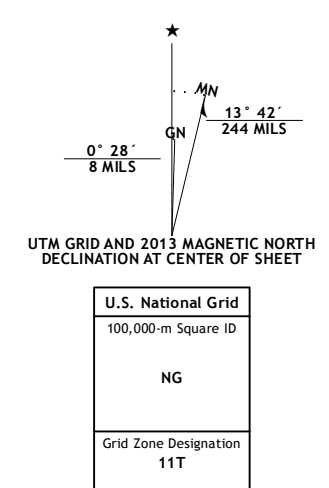 ★
MN
13° 42´
244 MILS
GN
0° 28´
8 MILS
UTM GRID AND 2013 MAGNETIC NORTH
DECLINATION AT CENTER OF SHEET
U.S. National Grid
100,000-m Square ID
NG
Grid Zone Designation
11T